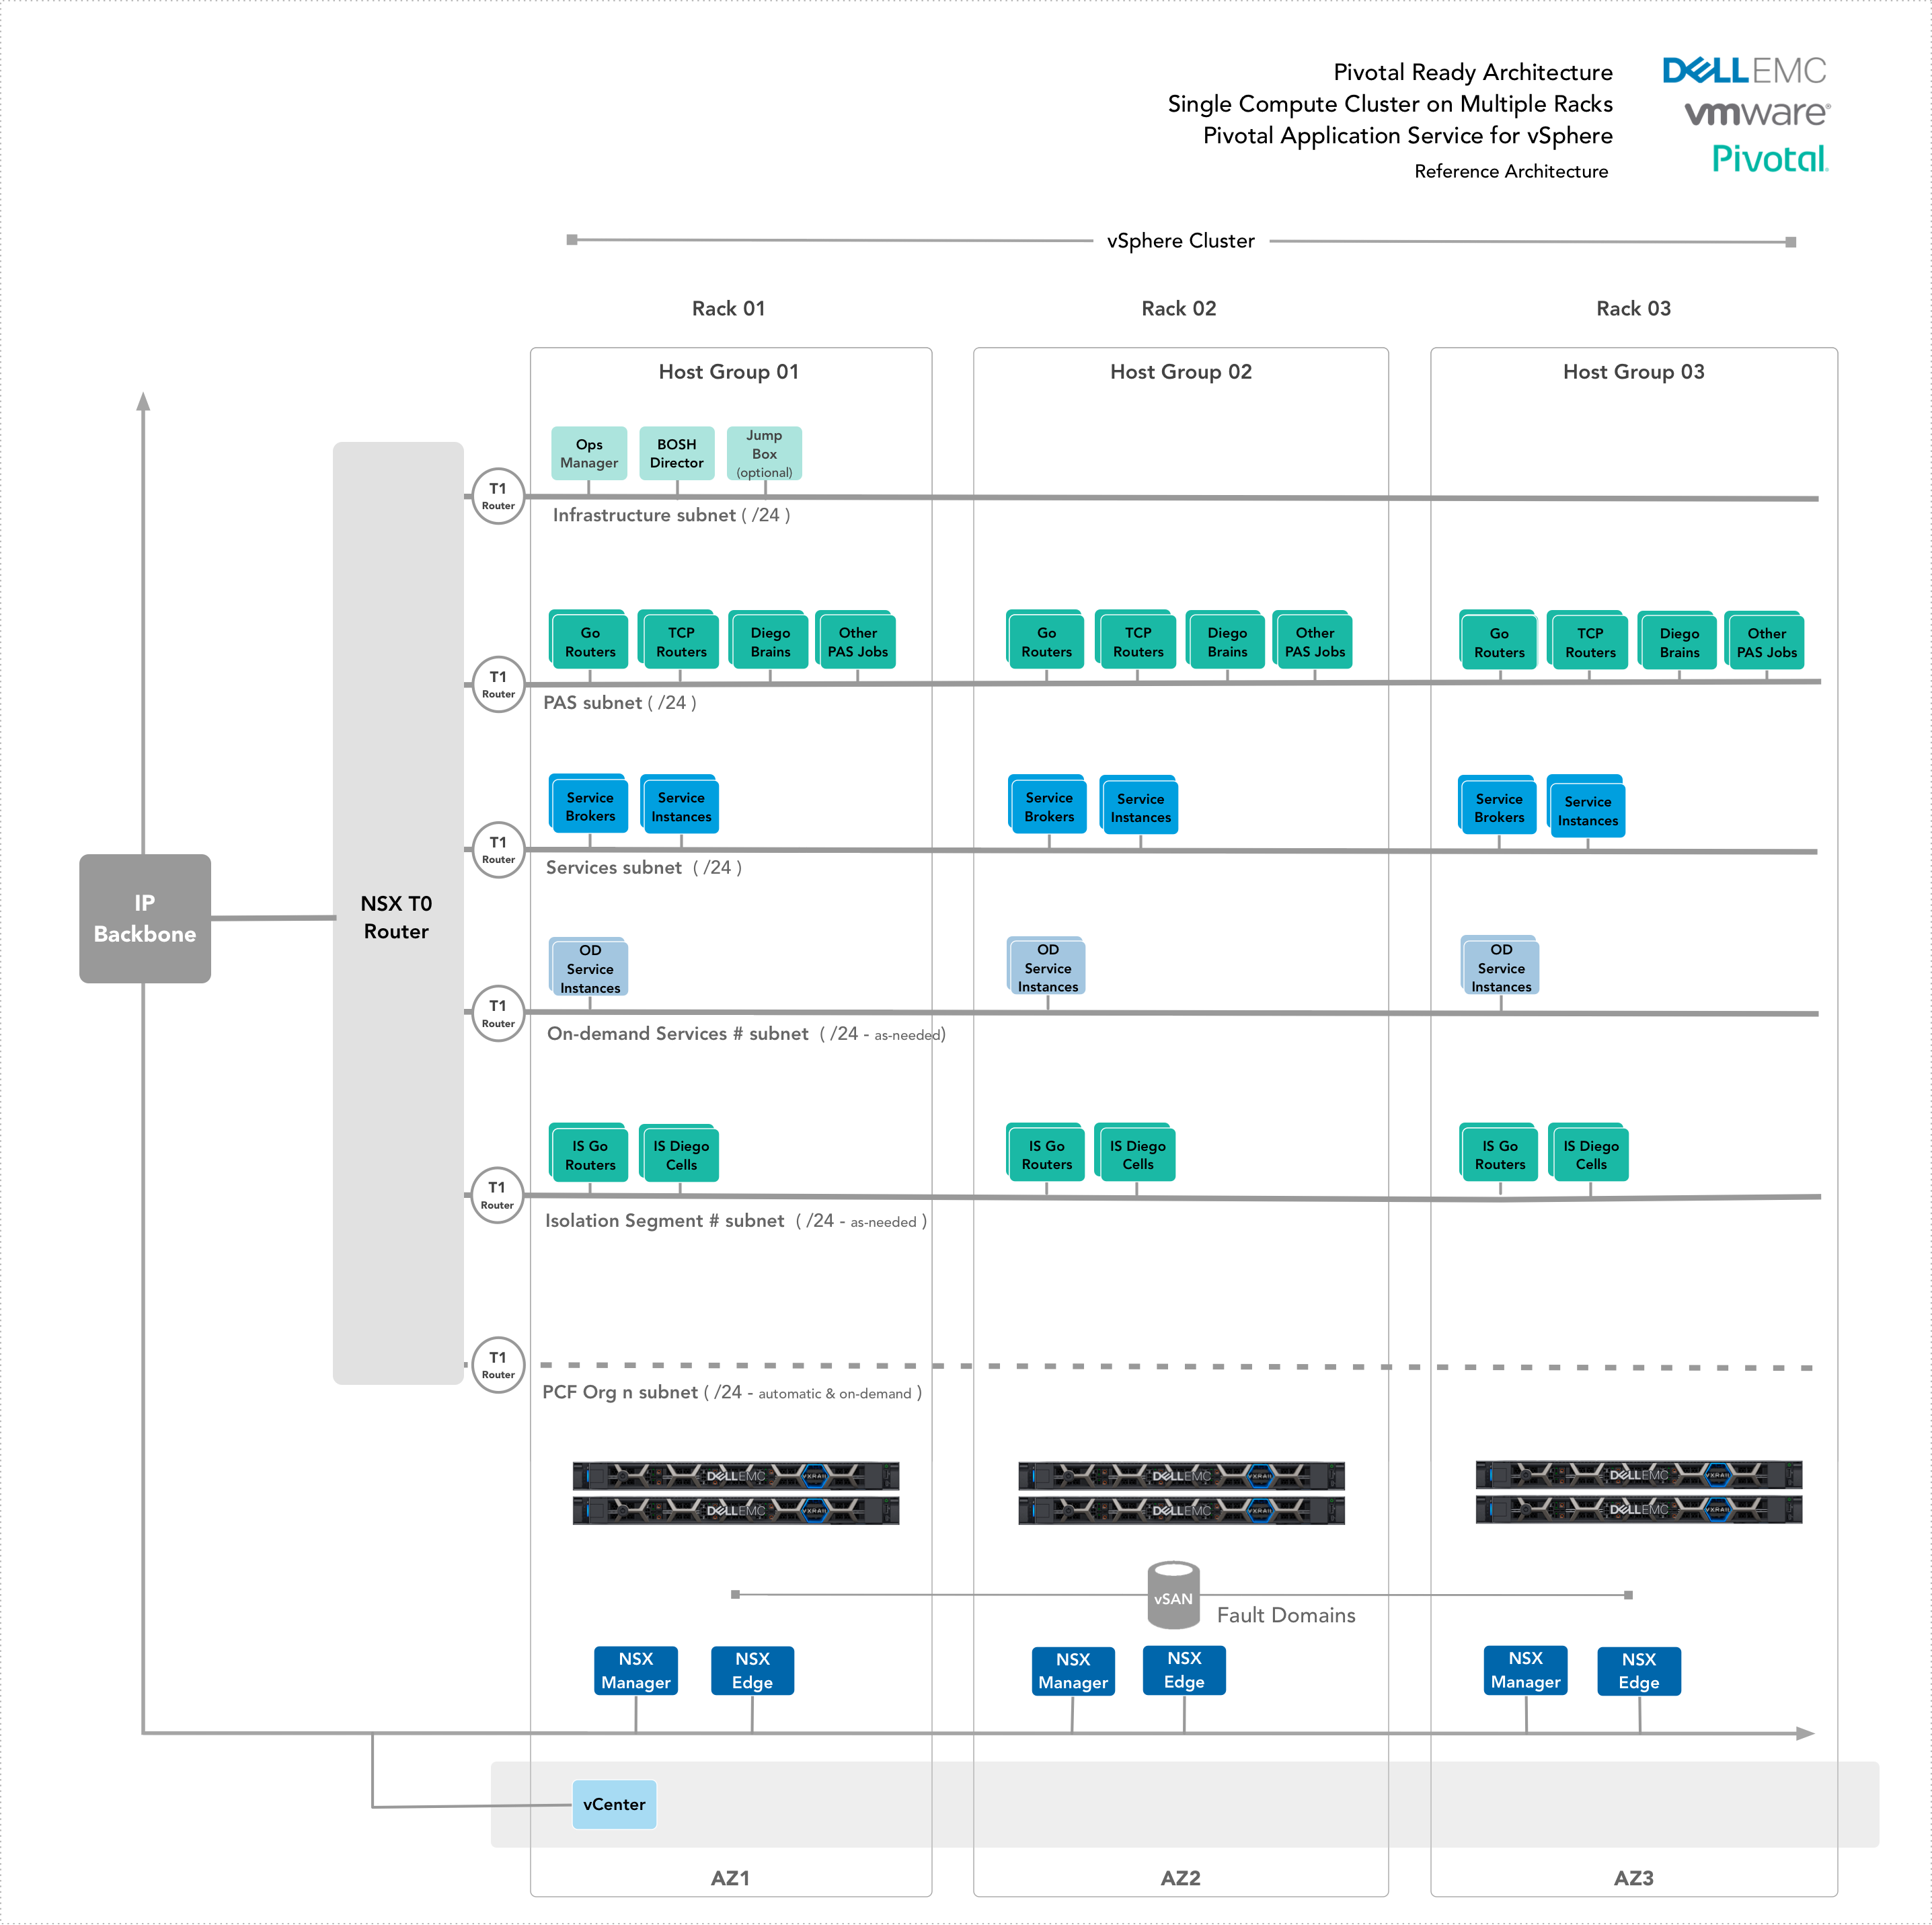 Pivotal Ready Architecture
Single Compute Cluster on Multiple Racks
Pivotal Application Service for vSphere
Reference Architecture
DELLEMC
vmware®
Pivotal.
vSphere Cluster
Rack 01
Rack 02
Rack 03
Host Group 01
Host Group 02
Host Group 03
Ops
Manager
BOSH
Director
Jump
Box
(optional)
T1
Router
Infrastructure subnet ( /24 )
Go
Routers
TCP
Routers
Diego
Brains
Other
PAS Jobs
Go
Routers
TCP
Routers
Diego
Brains
Other
PAS Jobs
Go
Routers
TCP
Routers
Diego
Brains
Other
PAS Jobs
T1
Router
PAS subnet ( /24 )
Service
Brokers
Service
Instances
Service
Brokers
Service
Instances
Service
Brokers
Service
Instances
T1
Router
Services subnet ( /24 )
IP
Backbone
NSX T0
Router
OD
Service
Instances
OD
Service
Instances
OD
Service
Instances
T1
Router
On-demand Services # subnet ( /24 - as-needed)
IS Go
Routers
IS Diego
Cells
IS Go
Routers
IS Diego
Cells
IS Go
Routers
IS Diego
Cells
T1
Router
Isolation Segment # subnet ( /24 - as-needed )
T1
Router
PCF Org n subnet ( /24 - automatic & on-demand )
DELLEMC VXRAIL
DELLEMC VXRAIL
DELLEMC VXRAIL
DELLEMC VXRAIL
DELLEMC VXRAIL
DELLEMC VXRAIL
vSAN
Fault Domains
NSX
Manager
NSX
Edge
NSX
Manager
NSX
Edge
NSX
Manager
NSX
Edge
vCenter
AZ1
AZ2
AZ3